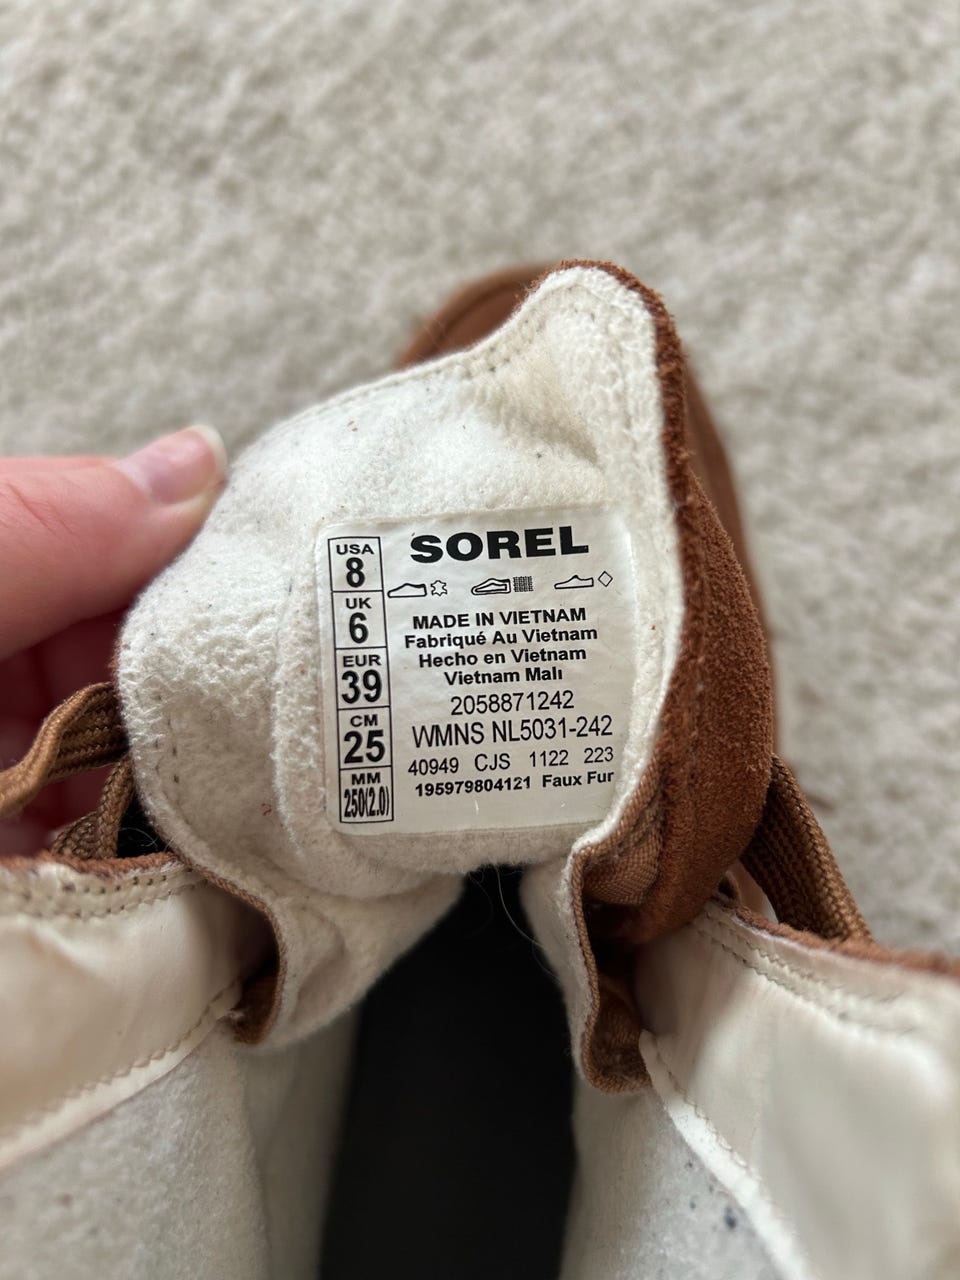 USA
8
UK
6
EUR
39
CM
25
MM
250(2.0)
SOREL
MADE IN VIETNAM
Fabriqué Au Vietnam
Hecho en Vietnam
Vietnam Malı
2058871242
WMNS NL5031-242
40949 CJS 1122 223
195979804121 Faux Fur